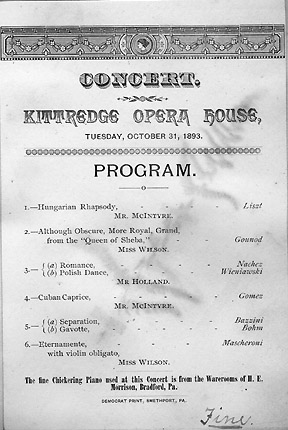 CONCERT.
KITTREDGE OPERA HOUSE,
TUESDAY, OCTOBER 31, 1893.
PROGRAM.
1.—Hungarian Rhapsody, - - - Liszt
MR. MCINTYRE.
2.—Although Obscure, More Royal, Grand,
from the "Queen of Sheba," - - Gounod
MISS WILSON.
3.— (a) Romance, - - - Nachez
(b) Polish Dance, - - - Wieniawski
MR HOLLAND.
4.—Cuban Caprice, - - - Gomez
MR. MCINTYRE.
5.— (a) Separation, - - - Bazzini
(b) Gavotte, - - - Bohm
6.—Eternamente, - - - Mascheroni
with violin obligato,
MISS WILSON.
The fine Chickering Piano used at this Concert is from the Warerooms of H. E.
Morrison, Bradford, Pa.
DEMOCRAT PRINT, SMETHPORT, PA.
Fine.